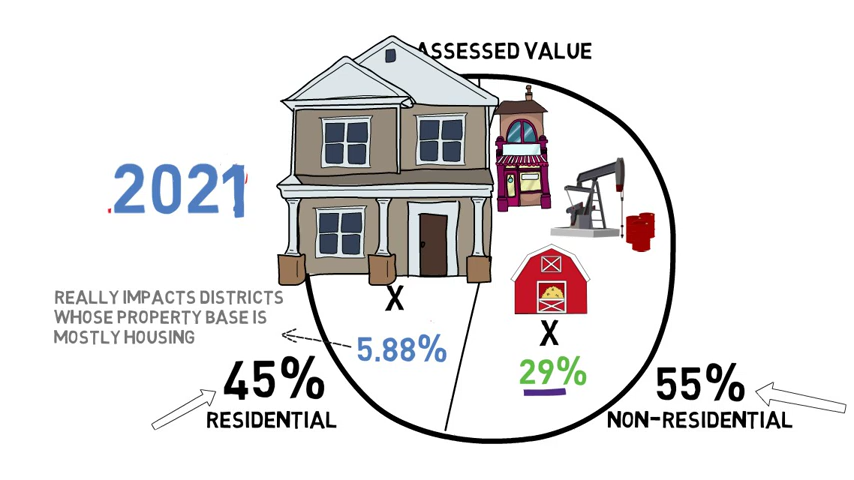 ASSESSED VALUE
2021
REALLY IMPACTS DISTRICTS
WHOSE PROPERTY BASE IS
MOSTLY HOUSING
X
5.88%
X
29%
45%
RESIDENTIAL
55%
NON-RESIDENTIAL